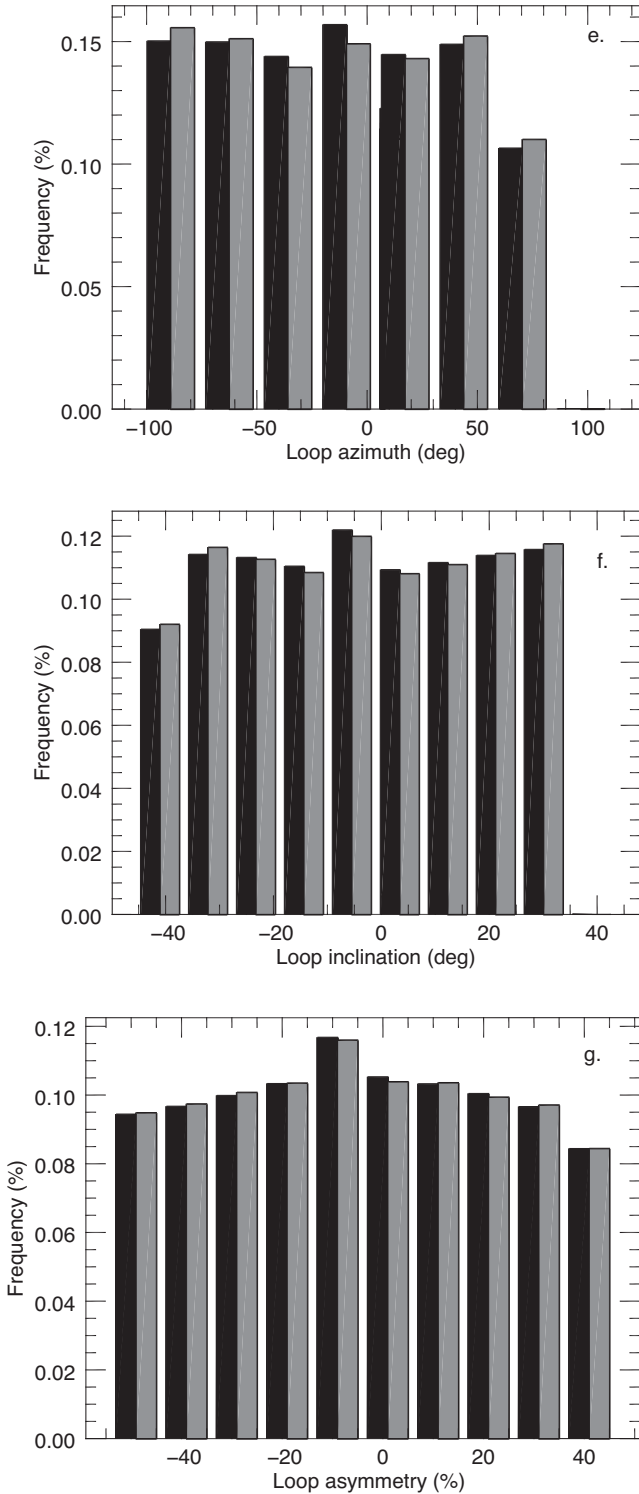 e.
Frequency (%)
0.15
0.10
0.05
0.00
−100 −50 0 50 100
Loop azimuth (deg)
f.
Frequency (%)
0.12
0.10
0.08
0.06
0.04
0.02
0.00
−40 −20 0 20 40
Loop inclination (deg)
g.
Frequency (%)
0.12
0.10
0.08
0.06
0.04
0.02
0.00
−40 −20 0 20 40
Loop asymmetry (%)